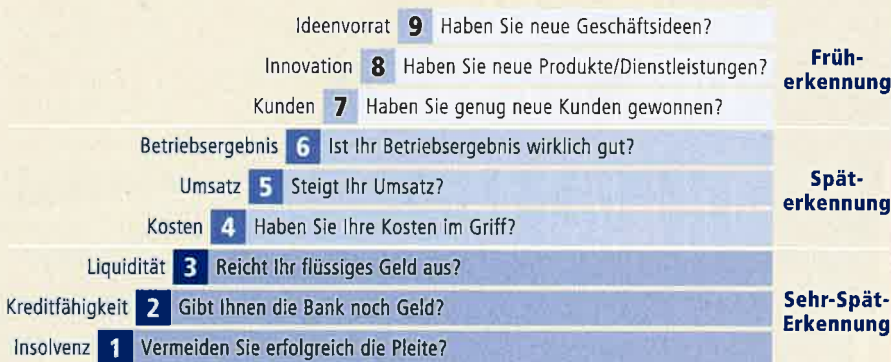 Ideenvorrat 9 Haben Sie neue Geschäftsideen?
Innovation 8 Haben Sie neue Produkte/Dienstleistungen?
Kunden 7 Haben Sie genug neue Kunden gewonnen?
Früh-
erkennung
Betriebsergebnis 6 Ist Ihr Betriebsergebnis wirklich gut?
Umsatz 5 Steigt Ihr Umsatz?
Kosten 4 Haben Sie Ihre Kosten im Griff?
Spät-
erkennung
Liquidität 3 Reicht Ihr flüssiges Geld aus?
Kreditfähigkeit 2 Gibt Ihnen die Bank noch Geld?
Insolvenz 1 Vermeiden Sie erfolgreich die Pleite?
Sehr-Spät-
Erkennung